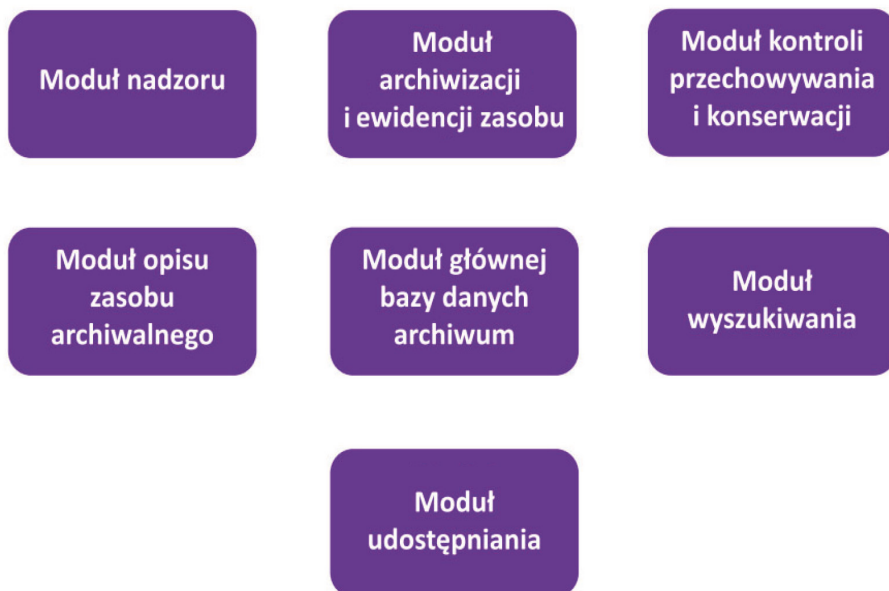 Moduł nadzoru
Moduł
archiwizacji
i ewidencji zasobu
Moduł kontroli
przechowywania
i konserwacji
Moduł opisu
zasobu
archiwalnego
Moduł głównej
bazy danych
archiwum
Moduł
wyszukiwania
Moduł
udostępniania